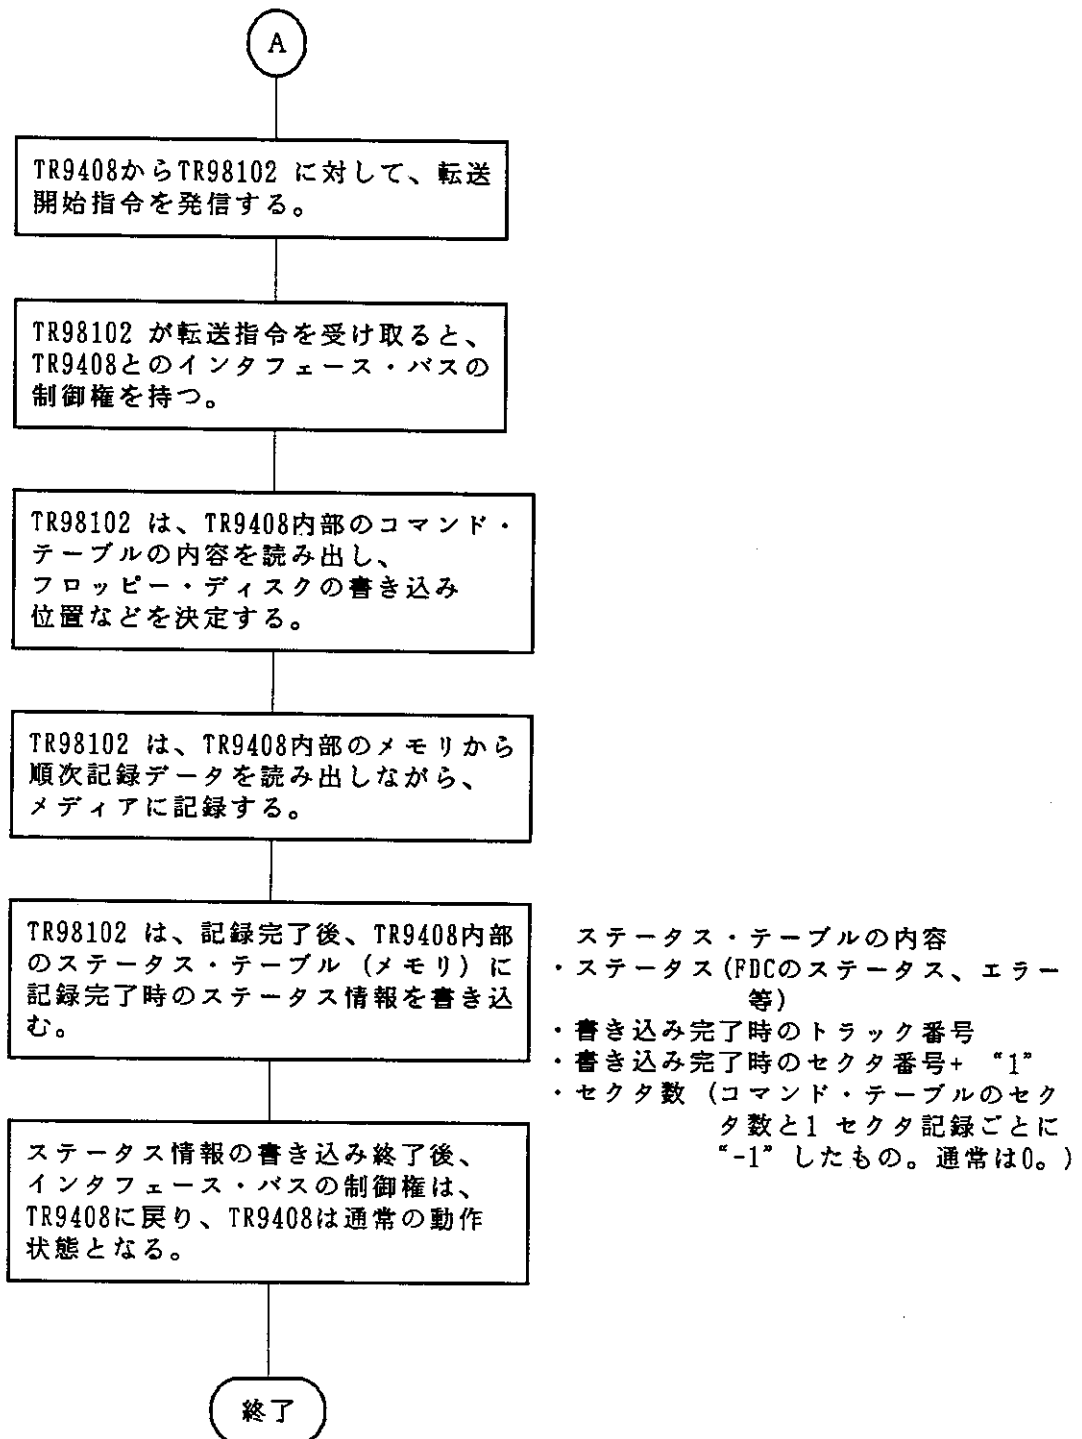 A
TR9408からTR98102 に対して、転送
開始指令を発信する。
TR98102 が転送指令を受け取ると、
TR9408とのインタフェース・バスの
制御権を持つ。
TR98102 は、TR9408内部のコマンド・
テーブルの内容を読み出し、
フロッピー・ディスクの書き込み
位置などを決定する。
TR98102 は、TR9408内部のメモリから
順次記録データを読み出しながら、
メディアに記録する。
TR98102 は、記録完了後、TR9408内部
のステータス・テーブル (メモリ) に
記録完了時のステータス情報を書き込
む。
ステータス・テーブルの内容
・ステータス(FDCのステータス、エラー
等)
・書き込み完了時のトラック番号
・書き込み完了時のセクタ番号+ “1”
・セクタ数 (コマンド・テーブルのセク
タ数と1 セクタ記録ごとに
“-1” したもの。通常は0。)
ステータス情報の書き込み終了後、
インタフェース・バスの制御権は、
TR9408に戻り、TR9408は通常の動作
状態となる。
終了